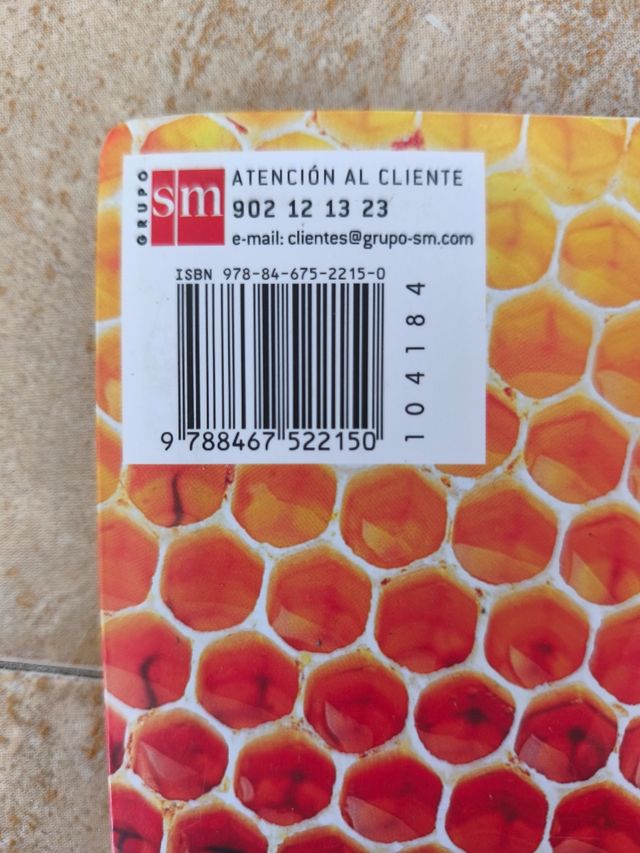 GRUPO
sm
ATENCIÓN AL CLIENTE
902 12 13 23
e-mail: clientes@grupo-sm.com
ISBN 978-84-675-2215-0
9 788467 522150
104184